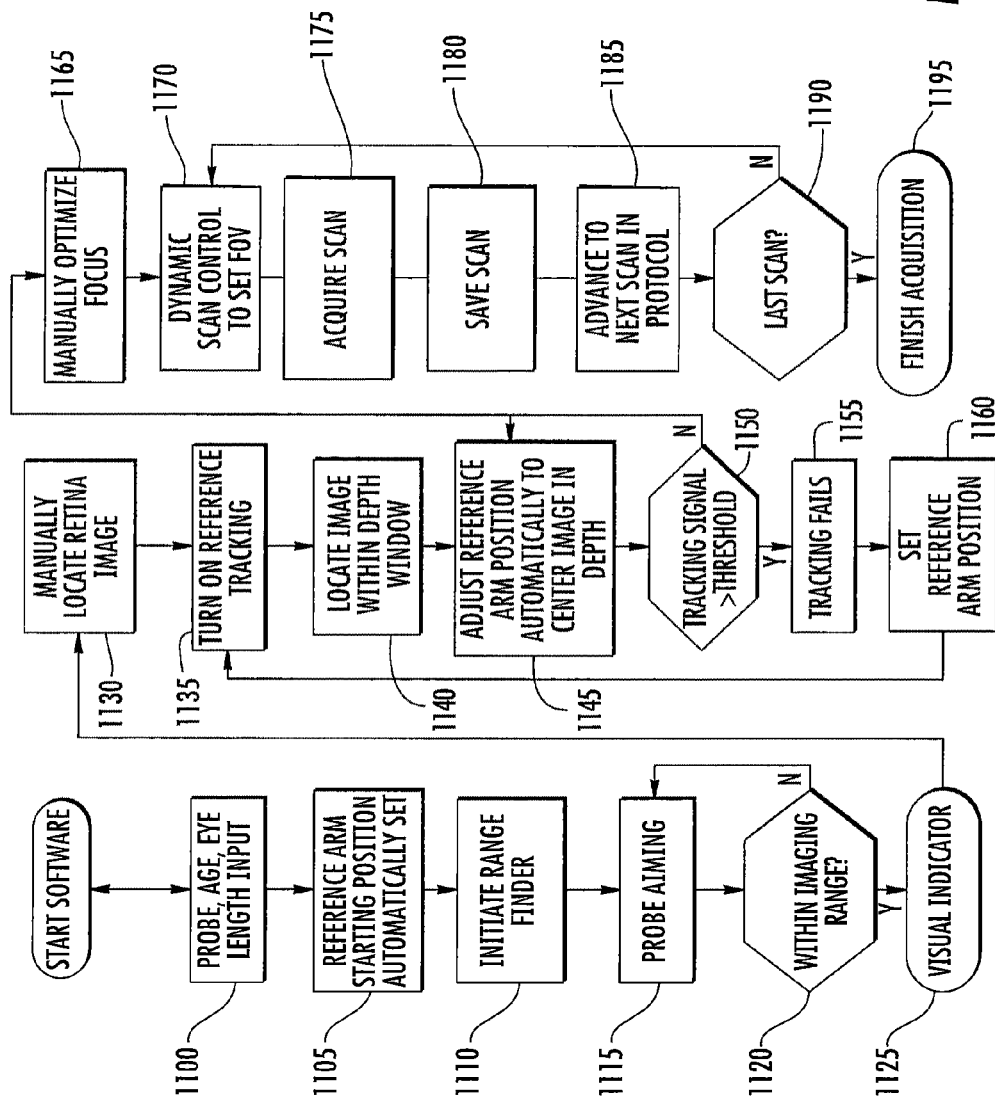 START SOFTWARE
PROBE, AGE, EYE
LENGTH INPUT
1100
REFERENCE ARM
STARTING POSITION
AUTOMATICALLY SET
1105
INITIATE RANGE
FINDER
1110
PROBE AIMING
1115
WITHIN IMAGING
RANGE?
N
Y
1120
VISUAL INDICATOR
1125
MANUALLY
LOCATE RETINA
IMAGE
1130
TURN ON REFERENCE
TRACKING
1135
LOCATE IMAGE
WITHIN DEPTH
WINDOW
1140
ADJUST REFERENCE
ARM POSITION
AUTOMATICALLY TO
CENTER IMAGE IN
DEPTH
1145
TRACKING SIGNAL
>THRESHOLD
N
Y
1150
TRACKING FAILS
1155
SET
REFERENCE
ARM POSITION
1160
MANUALLY OPTIMIZE
FOCUS
1165
DYNAMIC
SCAN CONTROL
TO SET FOV
1170
ACQUIRE SCAN
1175
SAVE SCAN
1180
ADVANCE TO
NEXT SCAN IN
PROTOCOL
1185
LAST SCAN?
N
Y
1190
FINISH ACQUISITION
1195